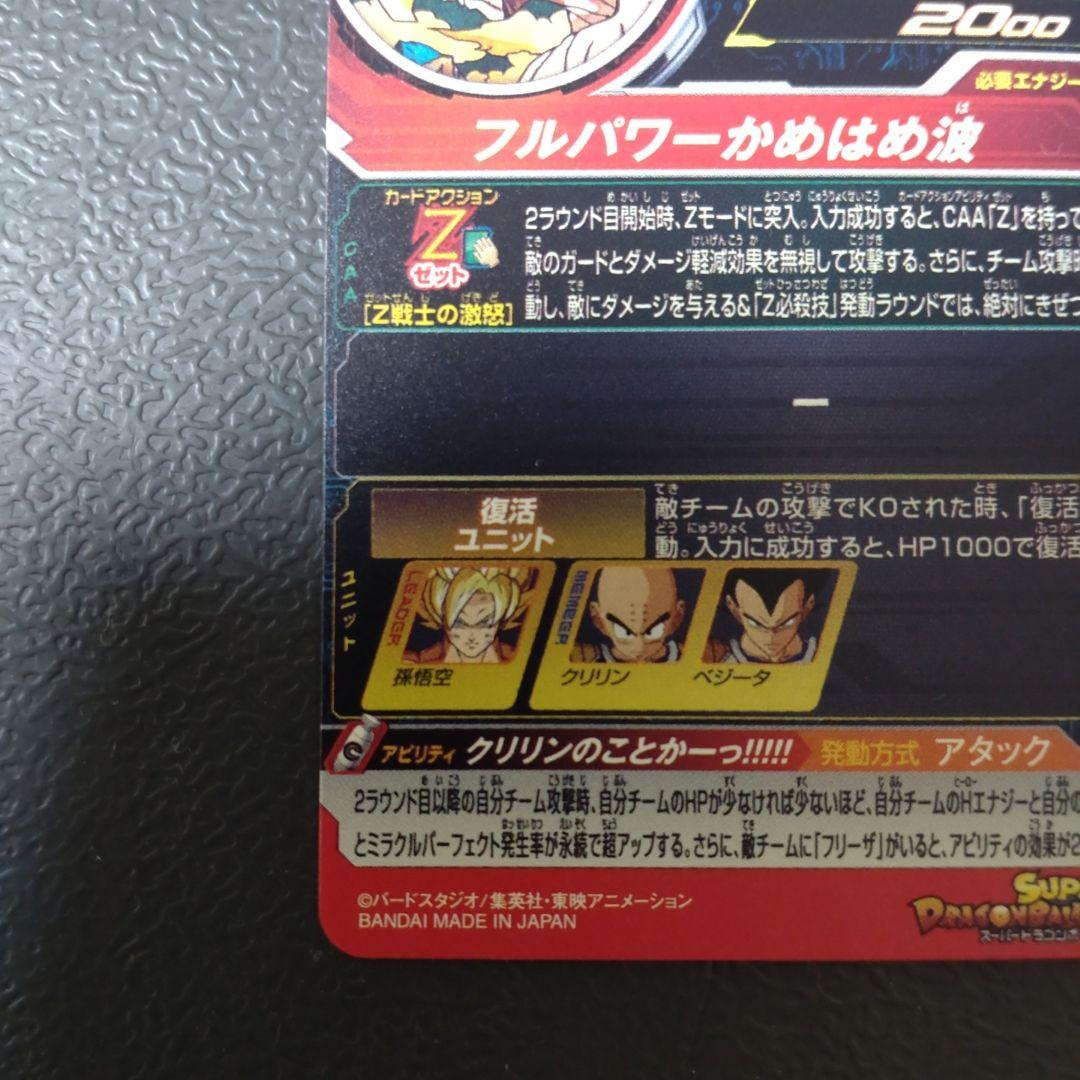 2000
必要エナジー
フルパワーかめはめ波
カードアクション
Z
ゼット
[Z戦士の激怒]
CAA
2ラウンド目開始時、Zモードに突入。入力成功すると、CAA「Z」を持って
敵のガードとダメージ軽減効果を無視して攻撃する。さらに、チーム攻撃
動し、敵にダメージを与える&「Z必殺技」発動ラウンドでは、絶対にきぜつ
ー
ユニット
復活
ユニット
敵チームの攻撃でKOされた時、「復活
動。入力に成功すると、HP1000で復活
LEADER
孫悟空
MEMBER
クリリン
ベジータ
アビリティ クリリンのことかーっ!!!!! 発動方式 アタック
2ラウンド目以降の自分チーム攻撃時、自分チームのHPが少なければ少ないほど、自分チームのHエナジーと自分の
とミラクルパーフェクト発生率が永続で超アップする。さらに、敵チームに「フリーザ」がいると、アビリティの効果が2
©バードスタジオ/集英社・東映アニメーション
BANDAI MADE IN JAPAN
SUP
DRAGONBALL
スーパードラゴンボ